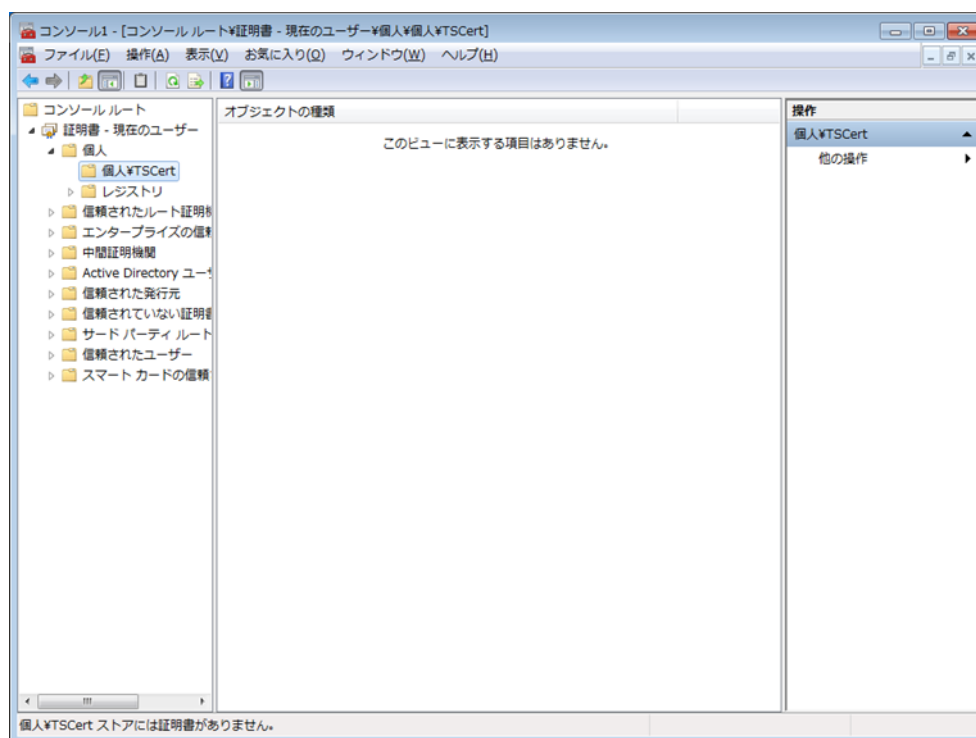 コンソール1 - [コンソール ルート¥証明書 - 現在のユーザー¥個人¥個人¥TSCert]
ファイル(F) 操作(A) 表示(V) お気に入り(O) ウィンドウ(W) ヘルプ(H)
コンソール ルート
証明書 - 現在のユーザー
個人
個人¥TSCert
レジストリ
信頼されたルート証明機
エンタープライズの信頼
中間証明機関
Active Directory ユーザ
信頼された発行元
信頼されていない証明書
サード パーティ ルート
信頼されたユーザー
スマート カードの信頼
オブジェクトの種類
このビューに表示する項目はありません。
操作
個人¥TSCert
他の操作
個人¥TSCert ストアには証明書がありません。